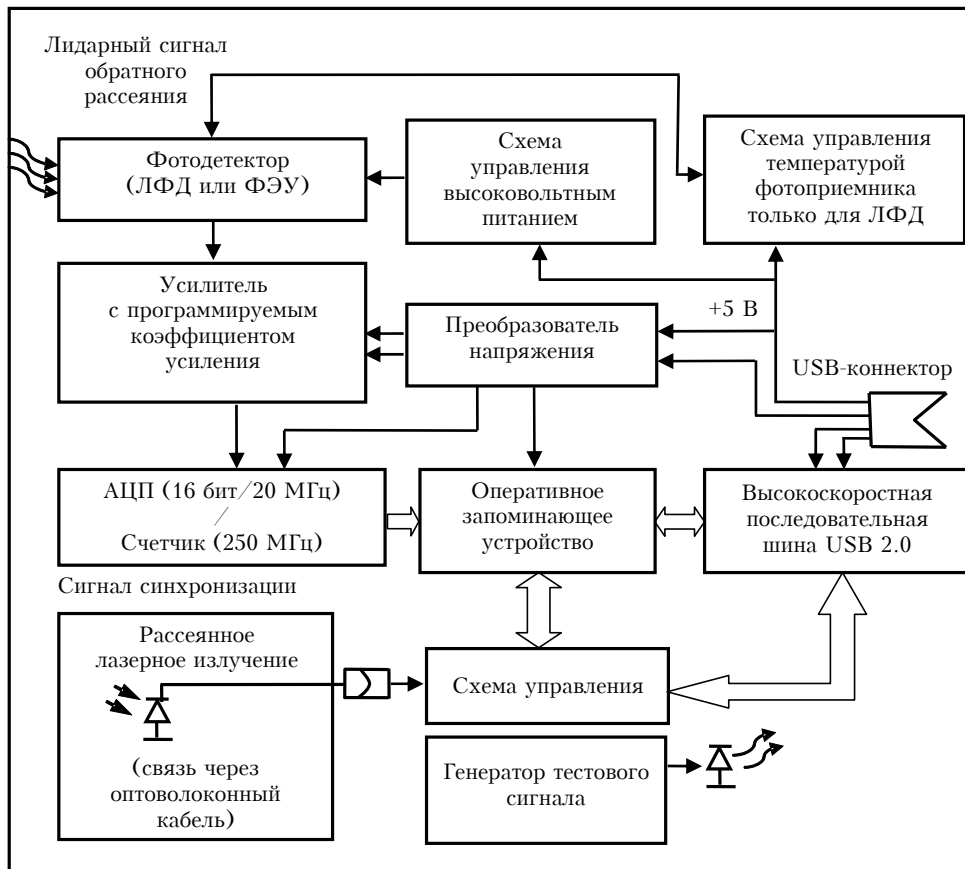 Лидарный сигнал
обратного
рассеяния
Фотодетектор
(ЛФД или ФЭУ)
Схема
управления
высоковольтным
питанием
Схема управления
температурой
фотоприемника
только для ЛФД
Усилитель
с программируемым
коэффициентом
усиления
Преобразователь
напряжения
+5 В
USB-коннектор
АЦП (16 бит/20 МГц)
/
Счетчик (250 МГц)
Оперативное
запоминающее
устройство
Высокоскоростная
последовательная
шина USB 2.0
Сигнал синхронизации
Рассеянное
лазерное излучение
(связь через
оптоволоконный
кабель)
Схема управления
Генератор тестового
сигнала